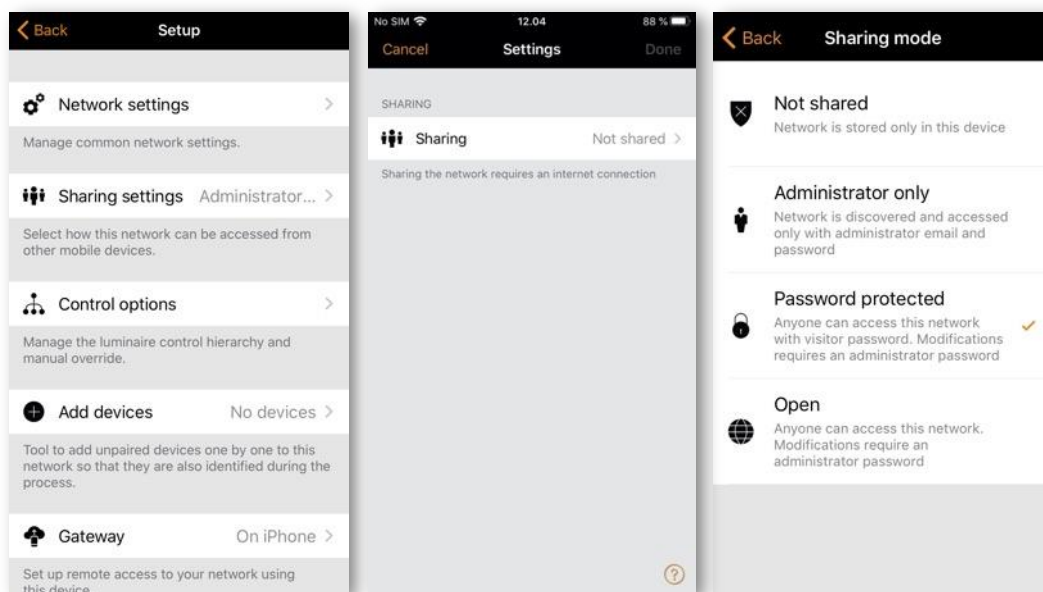 Back
Setup
Network settings
Manage common network settings.
Sharing settings Administrator...
Select how this network can be accessed from
other mobile devices.
Control options
Manage the luminaire control hierarchy and
manual override.
Add devices No devices
Tool to add unpaired devices one by one to this
network so that they are also identified during the
process.
Gateway On iPhone
Set up remote access to your network using
this device
No SIM 12.04 88 %
Cancel Settings Done
SHARING
Sharing Not shared
Sharing the network requires an internet connection
?
Back
Sharing mode
Not shared
Network is stored only in this device
Administrator only
Network is discovered and accessed
only with administrator email and
password
Password protected
Anyone can access this network
with visitor password. Modifications
requires an administrator password
Open
Anyone can access this network.
Modifications require an
administrator password